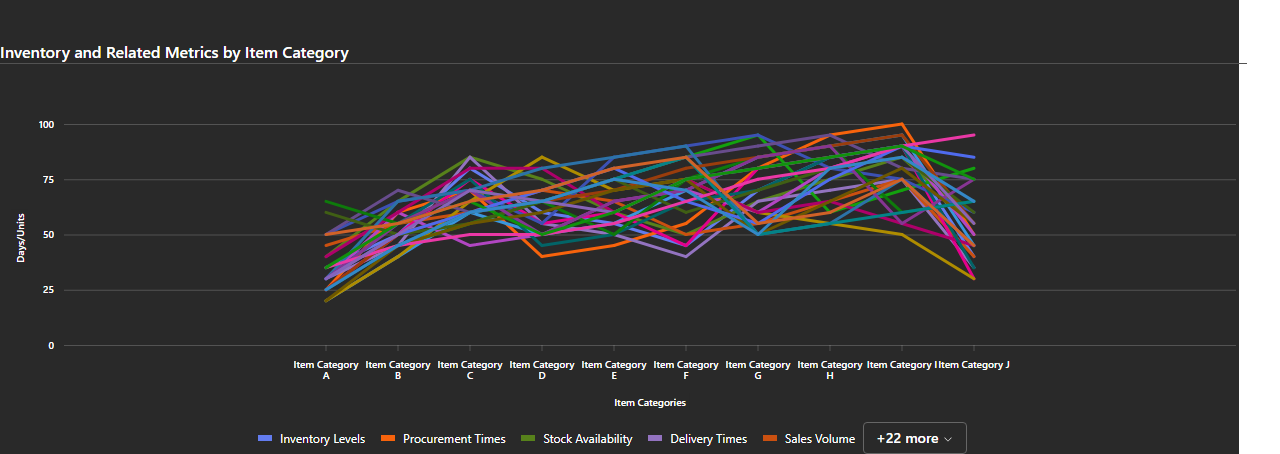 Inventory and Related Metrics by Item Category
100
75
50
25
0
Days/Units
Item Category A
Item Category B
Item Category C
Item Category D
Item Category E
Item Category F
Item Category G
Item Category H
Item Category I
Item Category J
Item Categories
Inventory Levels
Procurement Times
Stock Availability
Delivery Times
Sales Volume
+22 more